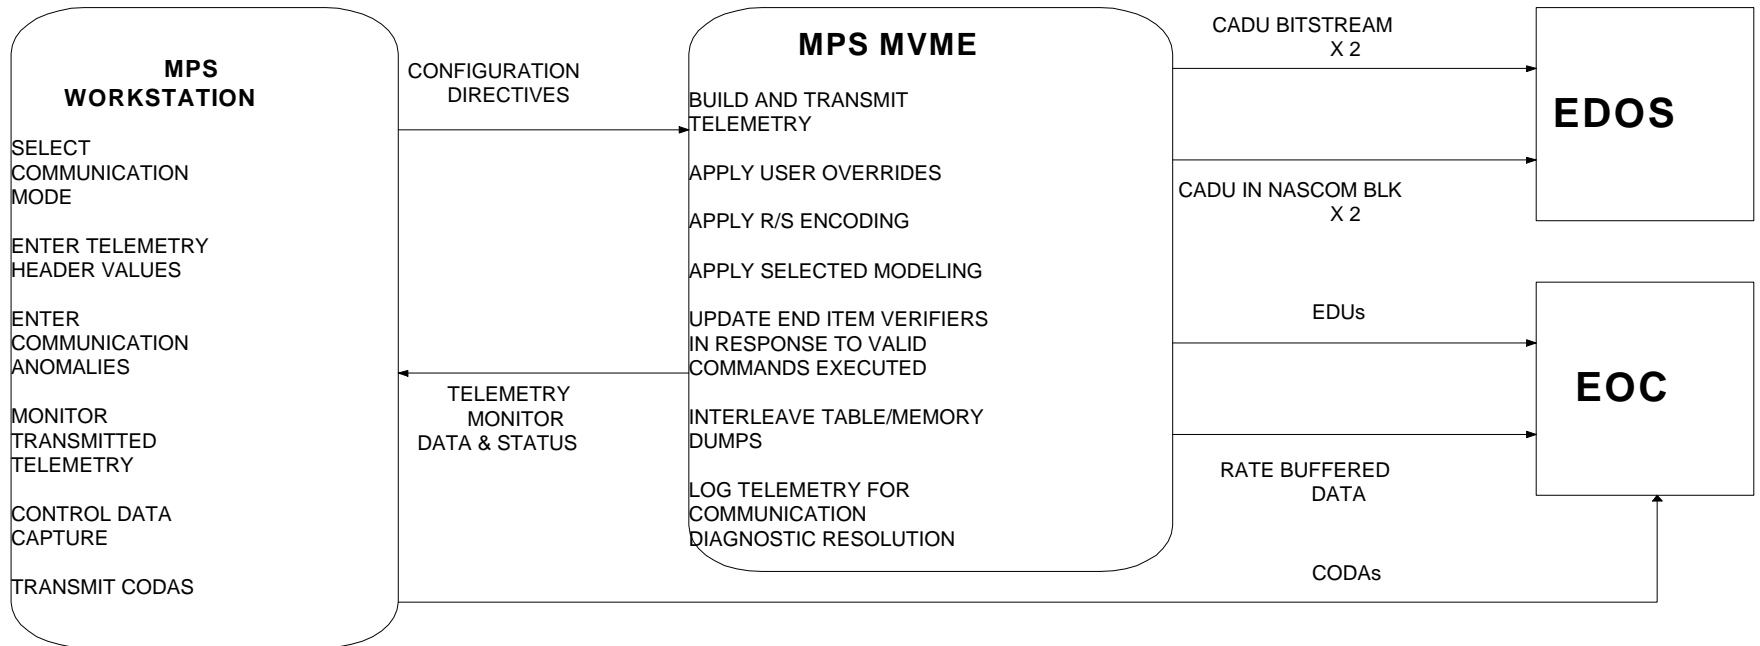 MPS
WORKSTATION
SELECT
COMMUNICATION
MODE
ENTER TELEMETRY
HEADER VALUES
ENTER
COMMUNICATION
ANOMALIES
MONITOR
TRANSMITTED
TELEMETRY
CONTROL DATA
CAPTURE
TRANSMIT CODAS
CONFIGURATION
DIRECTIVES
TELEMETRY
MONITOR
DATA & STATUS
MPS MVME
BUILD AND TRANSMIT
TELEMETRY
APPLY USER OVERRIDES
APPLY R/S ENCODING
APPLY SELECTED MODELING
UPDATE END ITEM VERIFIERS
IN RESPONSE TO VALID
COMMANDS EXECUTED
INTERLEAVE TABLE/MEMORY
DUMPS
LOG TELEMETRY FOR
COMMUNICATION
DIAGNOSTIC RESOLUTION
CADU BITSTREAM
X 2
CADU IN NASCOM BLK
X 2
EDUs
RATE BUFFERED
DATA
CODAs
EDOS
EOC